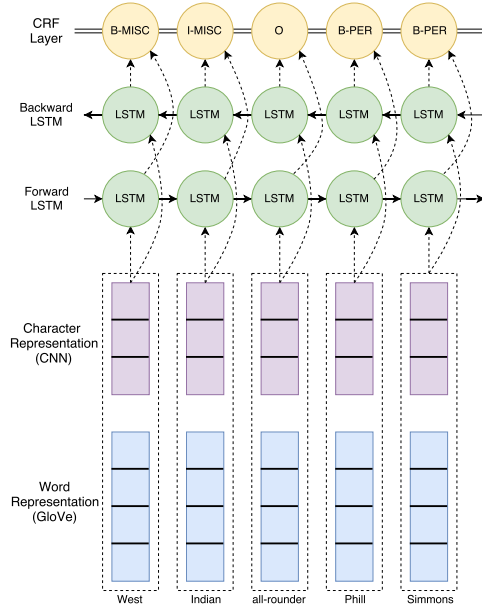 CRF
Layer
B-MISC I-MISC O B-PER B-PER
Backward
LSTM
LSTM LSTM LSTM LSTM LSTM
Forward
LSTM
LSTM LSTM LSTM LSTM LSTM
Character
Representation
(CNN)
Word
Representation
(GloVe)
West Indian all-rounder Phill Simmons